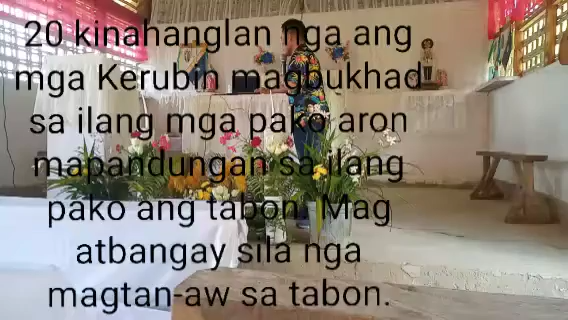 20 kinahanglan nga ang
mga Kerubin magbukhad
sa ilang mga pako aron
mapandungan sa ilang
pako ang tabon. Mag
atbangay sila nga
magtan-aw sa tabon.